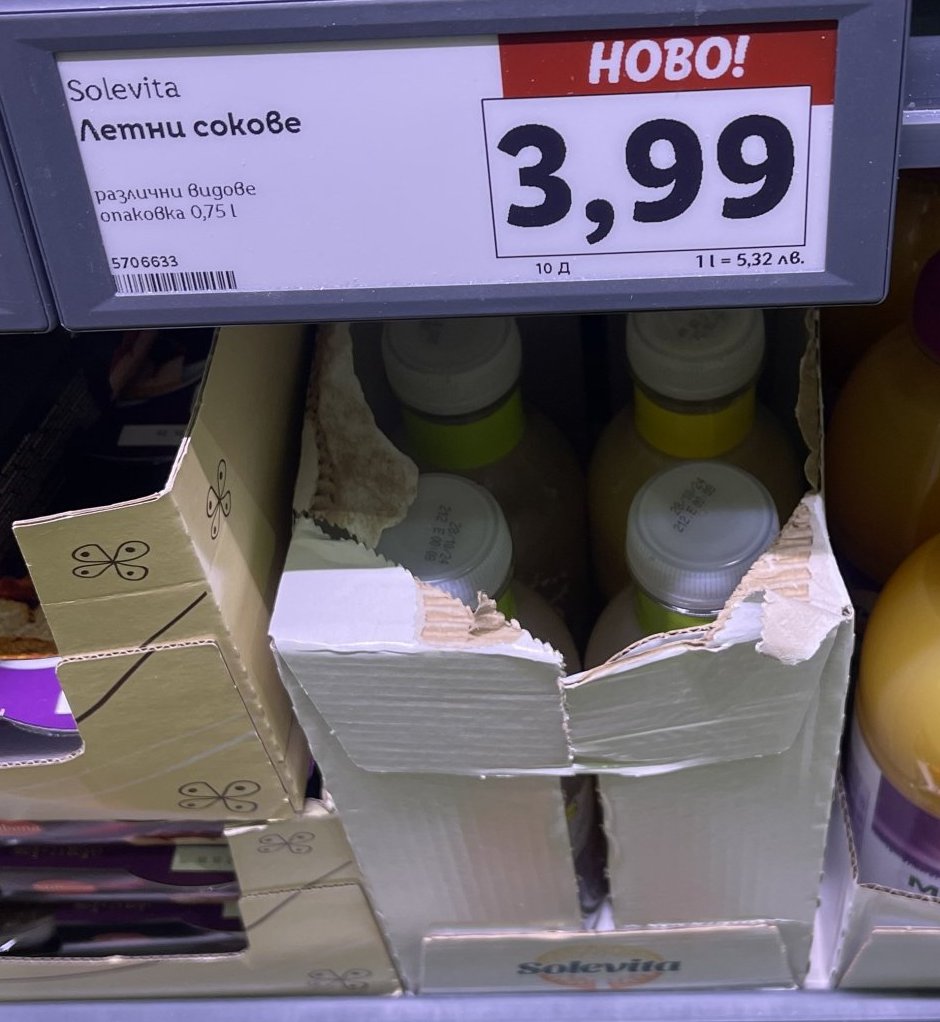 НОВО!
Solevita
Летни сокове
3,99
различни видове
опаковка 0,75 l
5706633
10 Д
1 l = 5,32 лв.
Solevita